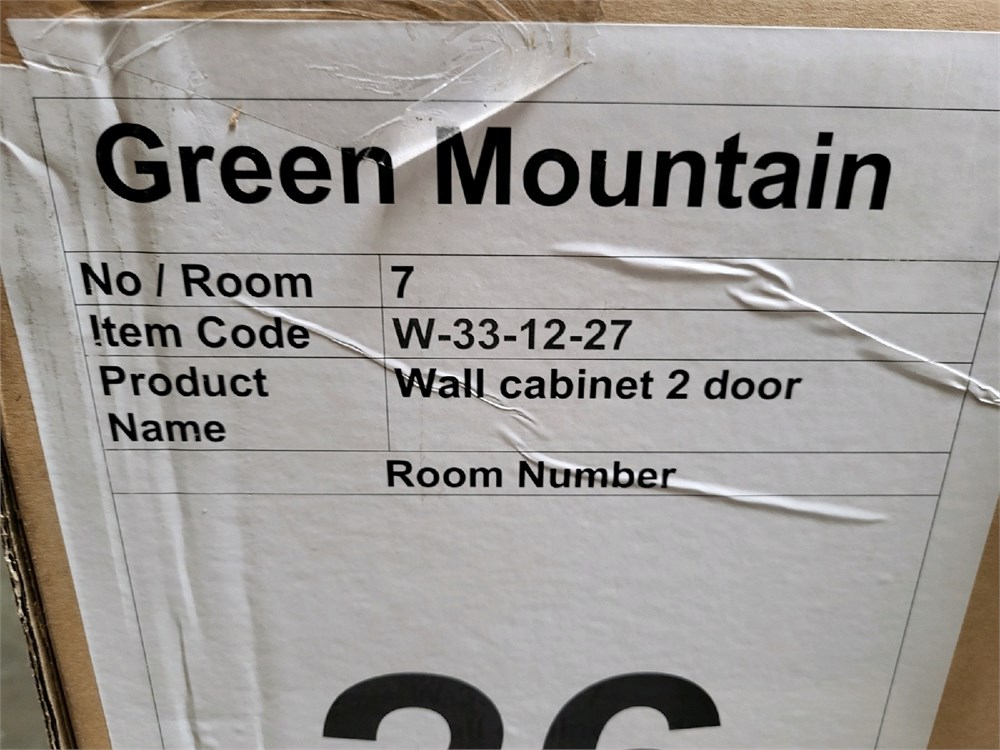 Green Mountain
No / Room 7
Item Code W-33-12-27
Product Wall cabinet 2 door
Name
Room Number